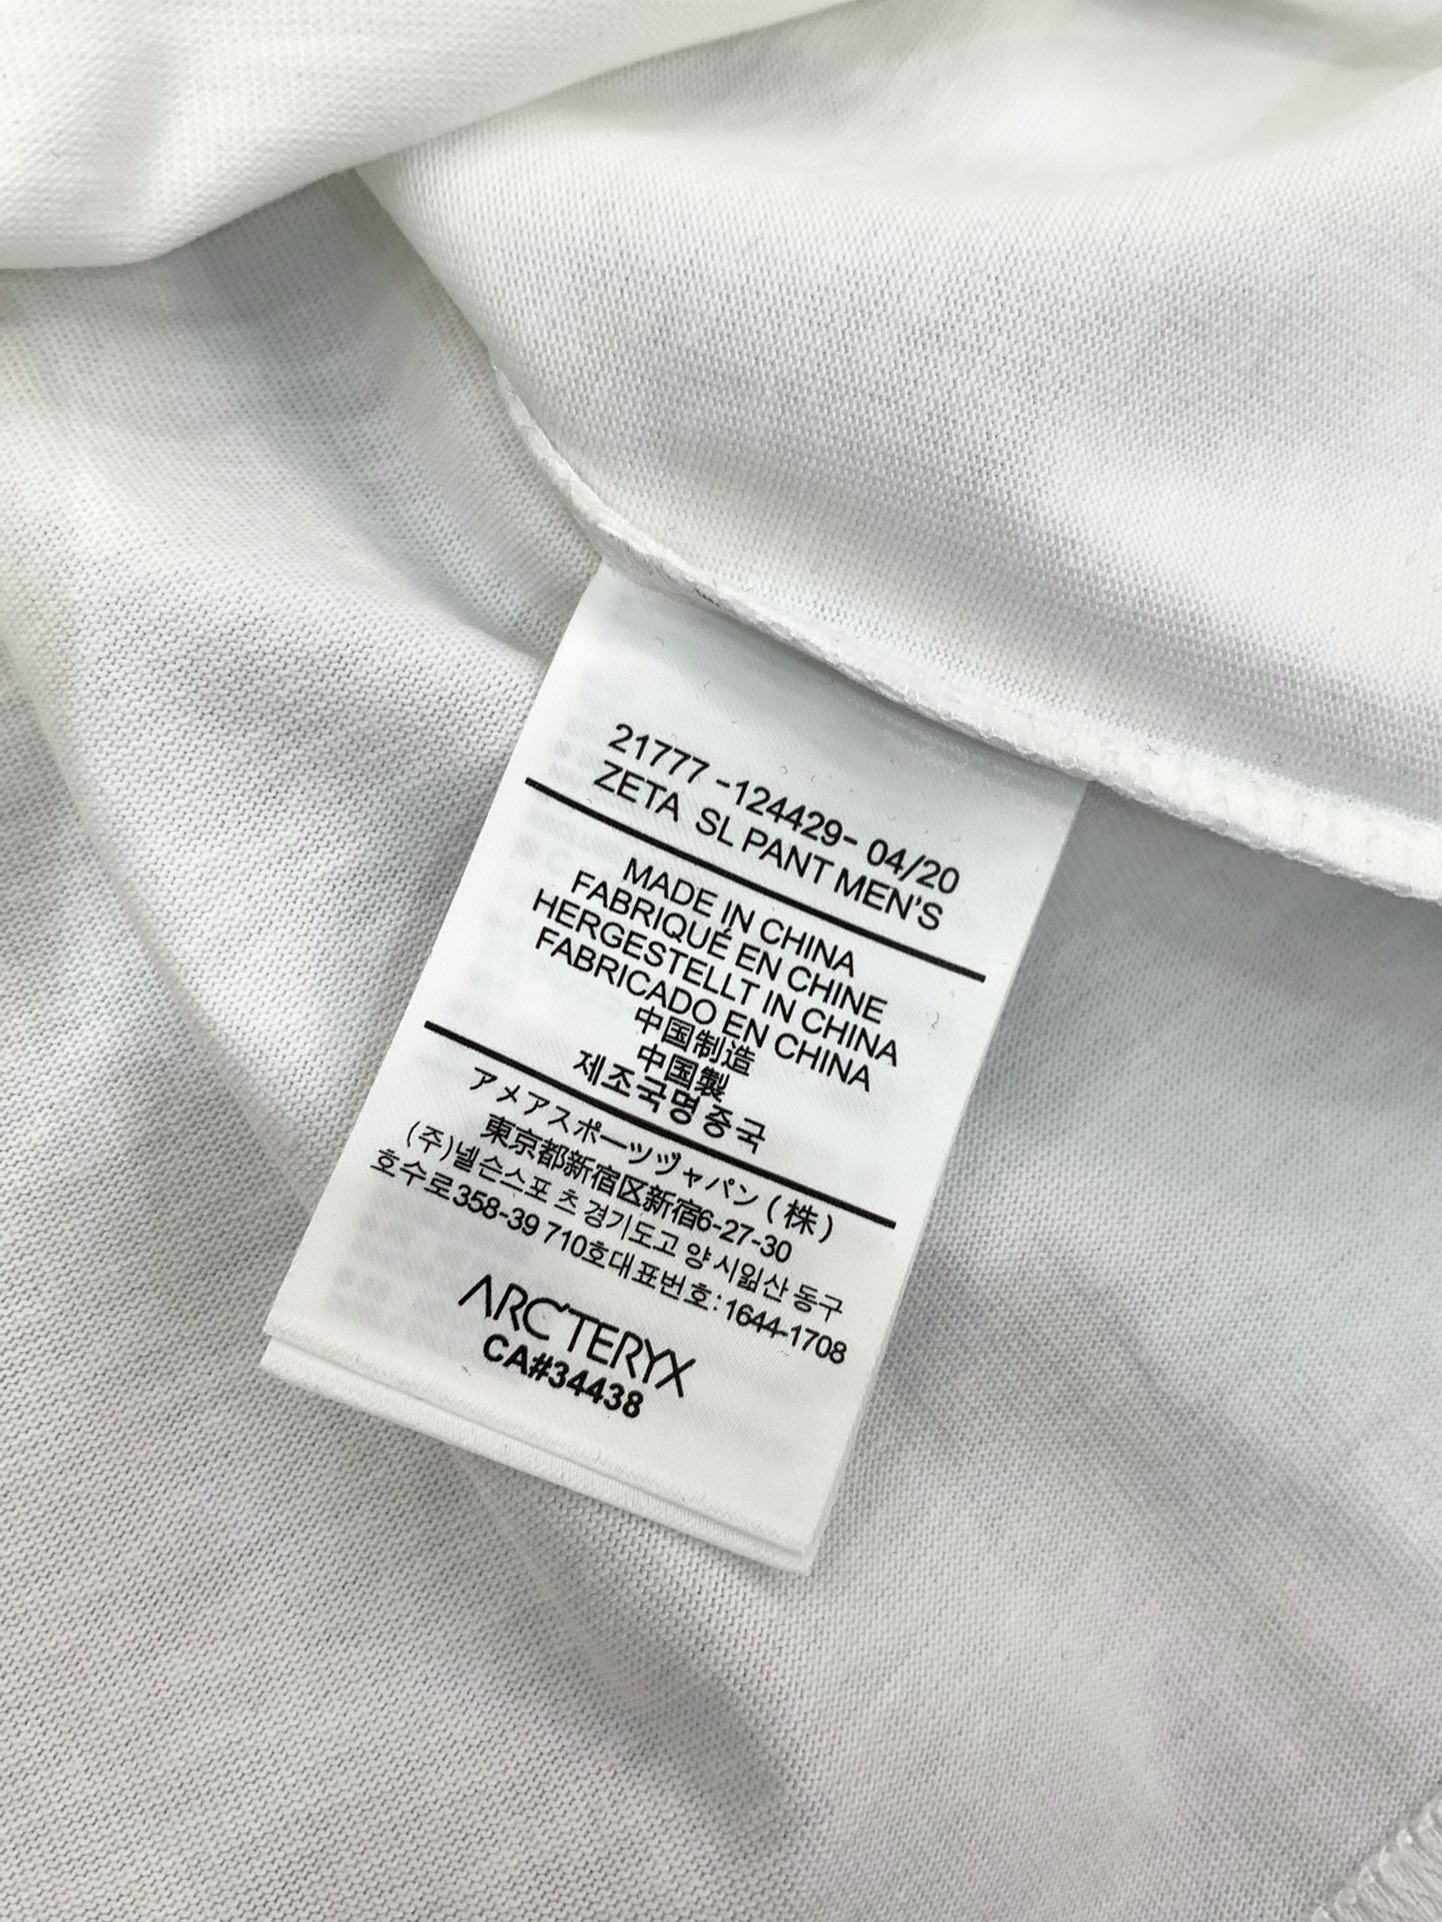 21777 -124429- 04/20
ZETA SL PANT MEN'S
MADE IN CHINA
FABRIQUÉ EN CHINE
HERGESTELLT IN CHINA
FABRICADO EN CHINA
中国制造
中国製
제조국명중국
アメアスポーツヅャパン(株)
東京都新宿区新宿6-27-30
(주)넬슨스포츠 경기도고양시읾산동구
호수로358-39 710호대표번호:1644-1708
ARC'TERYX
CA#34438